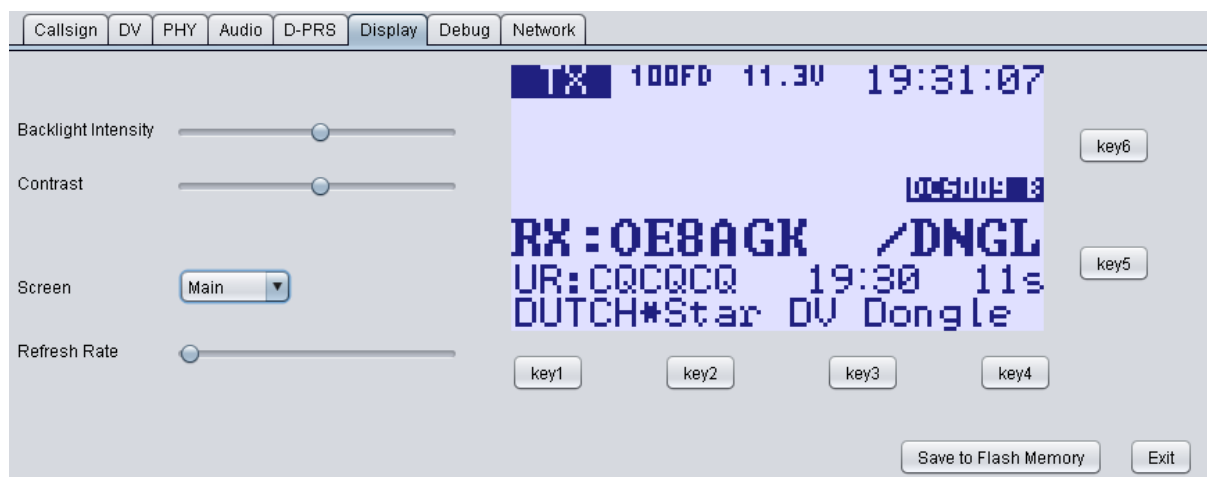 Callsign DV PHY Audio D-PRS Display Debug Network
TX 100FD 11.3V 19:31:07
Backlight Intensity
key6
Contrast
RX:OE8AGK /DNGL
UR:CQCQCQ 19:30 11s
key5
Screen Main
DUTCH*Star DV Dongle
Refresh Rate
key1 key2 key3 key4
Save to Flash Memory Exit